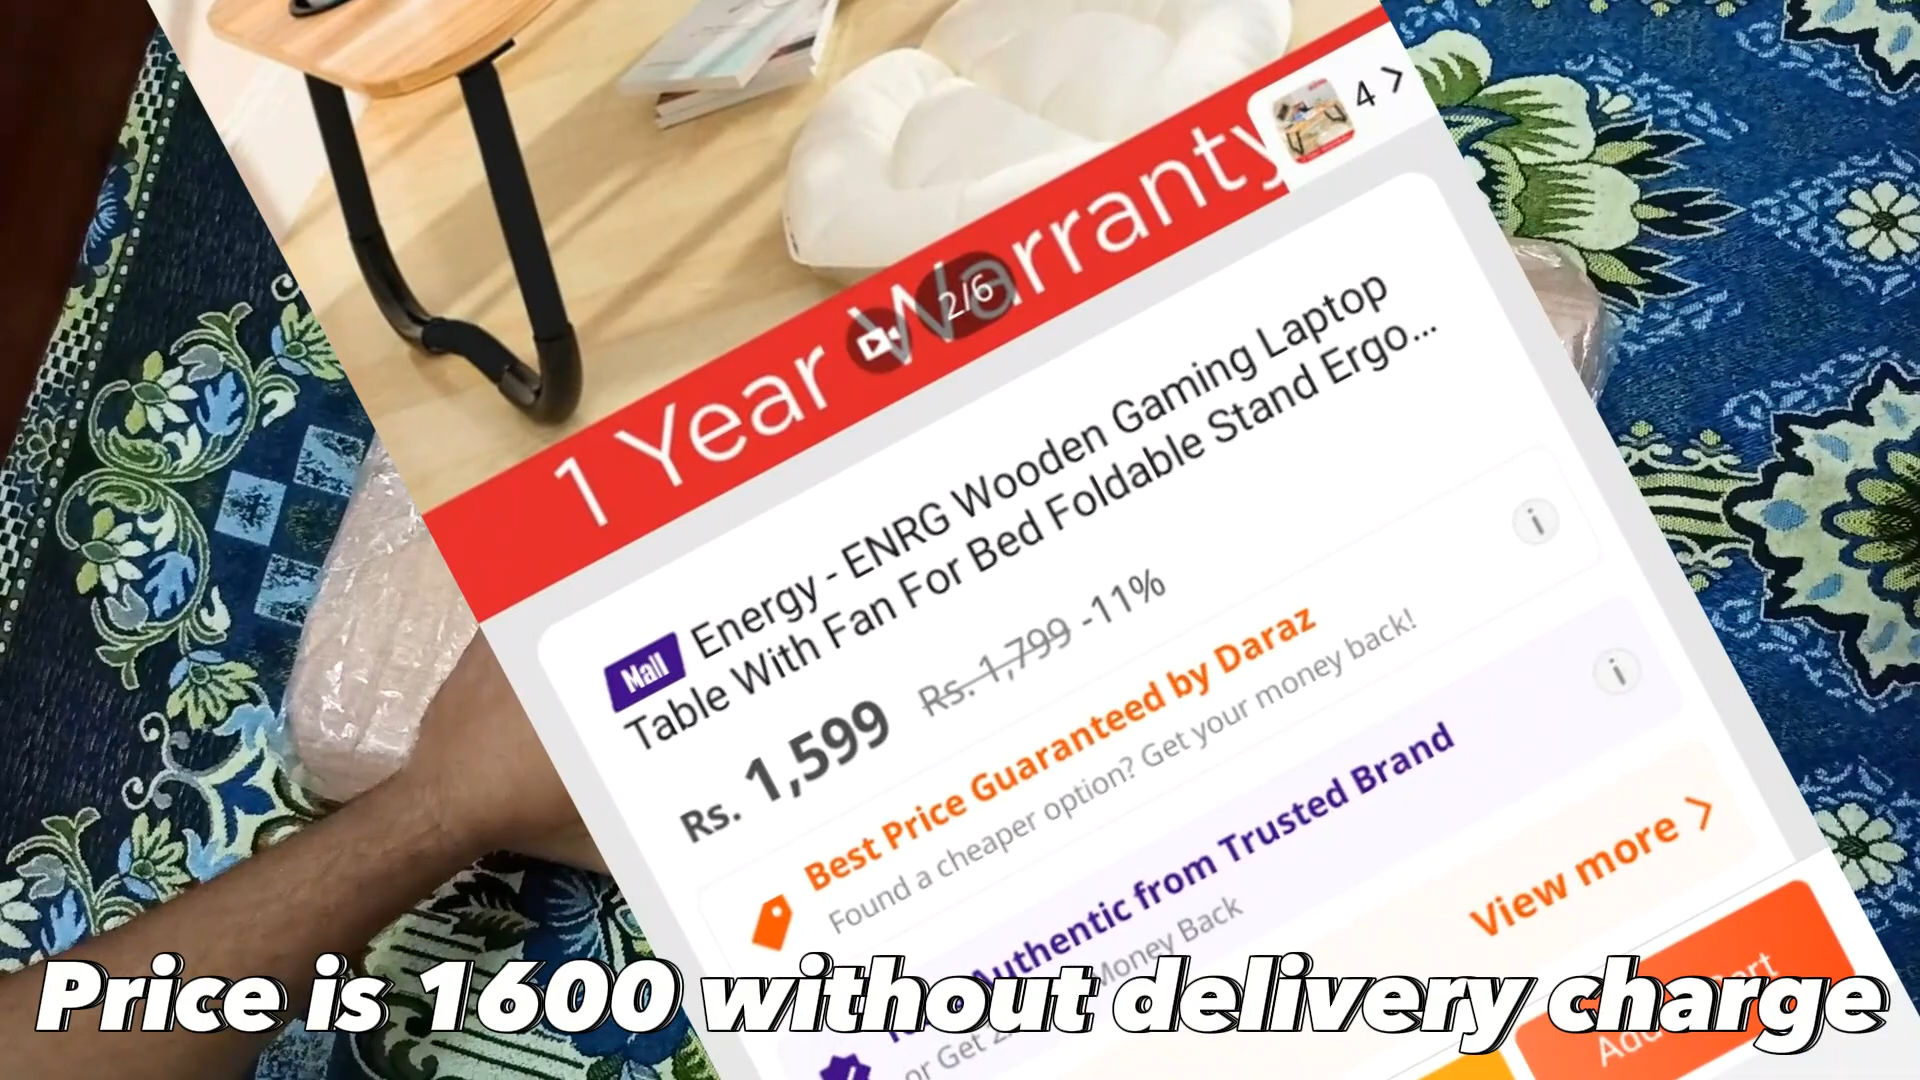 4
1 Year Warranty
2/6
Mall Energy - ENRG Wooden Gaming Laptop
Table With Fan For Bed Foldable Stand Ergo...
Rs. 1,599 Rs. 1,799 -11%
Best Price Guaranteed by Daraz
Found a cheaper option? Get your money back!
Authentic from Trusted Brand
or Get Money Back
View more
Price is 1600 without delivery charge